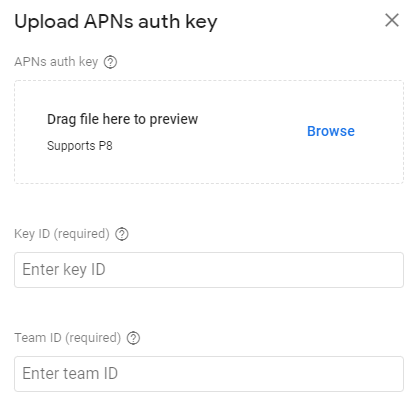 Upload APNs auth key
APNs auth key
Drag file here to preview
Browse
Supports P8
Key ID (required)
Enter key ID
Team ID (required)
Enter team ID